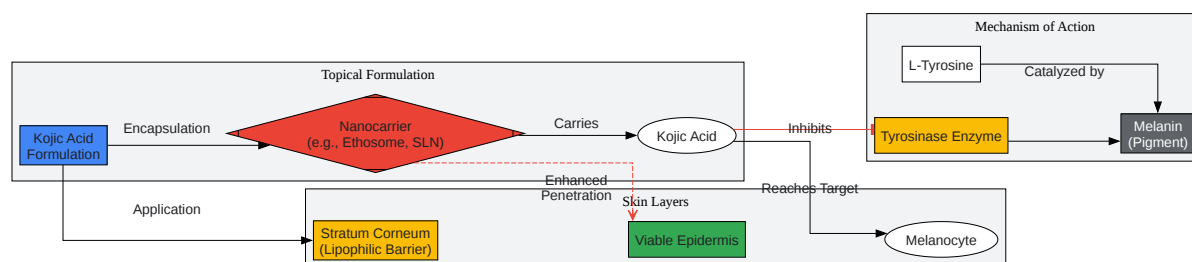 Mechanism of Action
L-Tyrosine
Catalyzed by
Topical Formulation
Nanocarrier
(e.g., Ethosome, SLN)
Encapsulation
Carries
Inhibits
Kojic Acid
Formulation
Kojic Acid
Tyrosinase Enzyme
Melanin
(Pigment)
Enhanced
Penetration
Reaches Target
Skin Layers
Application
Stratum Corneum
(Lipophilic Barrier)
Viable Epidermis
Melanocyte